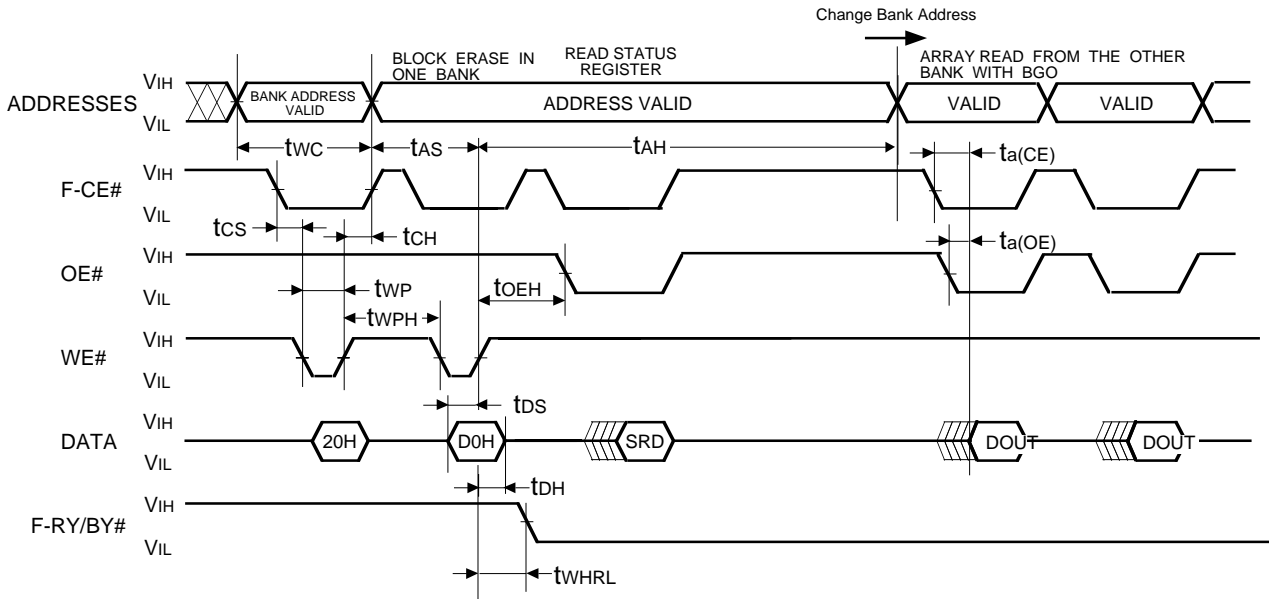 Change Bank Address
BLOCK ERASE IN
ONE BANK
READ STATUS
REGISTER
ARRAY READ FROM THE OTHER
BANK WITH BGO
ADDRESSES
VIH
VIL
BANK ADDRESS
VALID
ADDRESS VALID
VALID
VALID
tWC
tAS
tAH
F-CE#
VIH
VIL
ta(CE)
tCS
tCH
OE#
VIH
VIL
ta(OE)
tWP
tOEH
tWPH
WE#
VIH
VIL
tDS
DATA
VIH
VIL
20H
D0H
SRD
DOUT
DOUT
tDH
F-RY/BY#
VIH
VIL
tWHRL